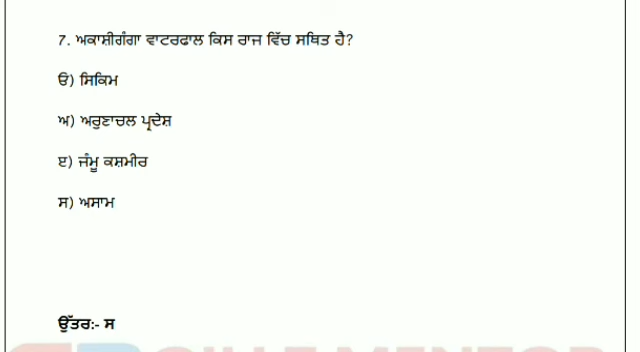 7. ਅਕਾਸ਼ੀਗੰਗਾ ਵਾਟਰਫਾਲ ਕਿਸ ਰਾਜ ਵਿੱਚ ਸਥਿਤ ਹੈ?
ੳ) ਸਿਕਿਮ
ਅ) ਅਰੁਣਾਚਲ ਪ੍ਰਦੇਸ਼
ੲ) ਜੰਮੂ ਕਸ਼ਮੀਰ
ਸ) ਅਸਾਮ
ਉੱਤਰ:- ਸ